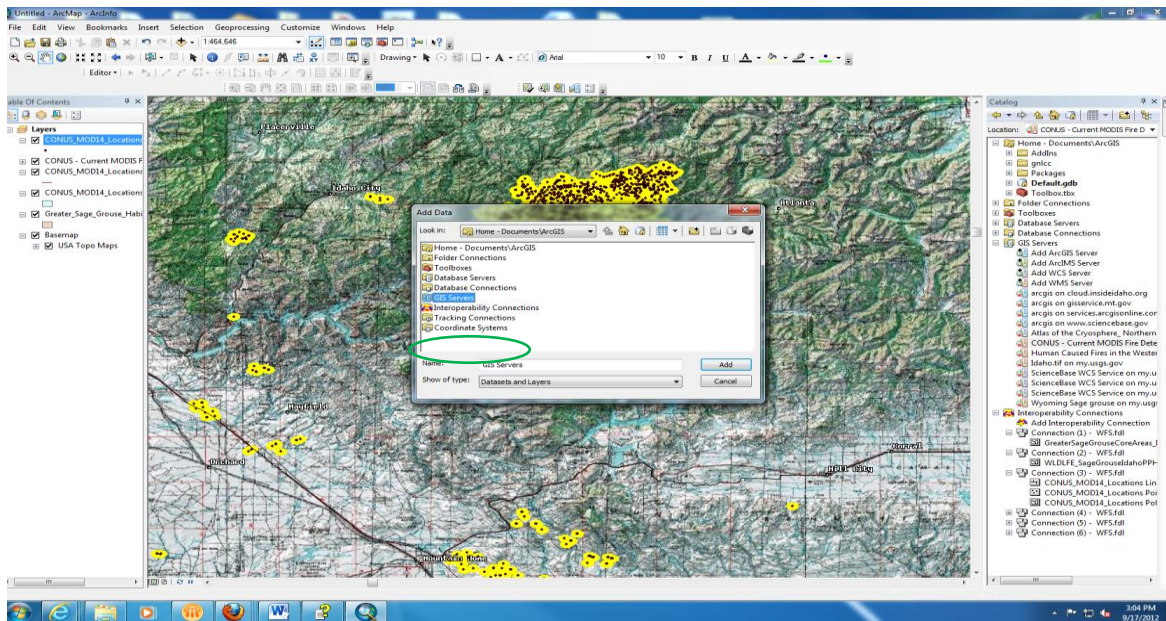 Untitled - ArcMap - ArcInfo
File Edit View Bookmarks Insert Selection Geoprocessing Customize Windows Help
1:464,646
Drawing
Arial
10
B I U A
Editor
Table Of Contents
Layers
CONUS_MOD14_Locations
CONUS - Current MODIS F
CONUS_MOD14_Locations
CONUS_MOD14_Locations
Greater_Sage_Grouse_Habi
Basemap
USA Topo Maps
Placerville
Idaho City
Atlanta
Mayfield
Orchard
Corral
Hill City
Mountain Home
Add Data
Look in: Home - Documents\ArcGIS
Home - Documents\ArcGIS
Folder Connections
Toolboxes
Database Servers
Database Connections
GIS Servers
Interoperability Connections
Tracking Connections
Coordinate Systems
Name: GIS Servers
Add
Show of type: Datasets and Layers
Cancel
Catalog
Location: CONUS - Current MODIS Fire D
Home - Documents\ArcGIS
AddIns
gnlcc
Packages
Default.gdb
Toolbox.tbx
Folder Connections
Toolboxes
Database Servers
Database Connections
GIS Servers
Add ArcGIS Server
Add ArcIMS Server
Add WCS Server
Add WMS Server
arcgis on cloud.insideidaho.org
arcgis on gisservice.mt.gov
arcgis on services.arcgisonline.com
arcgis on www.sciencebase.gov
Atlas of the Cryosphere_ Northern
CONUS - Current MODIS Fire Dete
Human Caused Fires in the Wester
Idaho.tif on my.usgs.gov
ScienceBase WCS Service on my.u
ScienceBase WCS Service on my.u
ScienceBase WCS Service on my.u
Wyoming Sage grouse on my.usgs
Interoperability Connections
Add Interoperability Connection
Connection (1) - WFS.fdl
GreaterSageGrouseCoreAreas_I
Connection (2) - WFS.fdl
WLDLFE_SageGrouseIdahoPPH
Connection (3) - WFS.fdl
CONUS_MOD14_Locations Lin
CONUS_MOD14_Locations Poi
CONUS_MOD14_Locations Pol
Connection (4) - WFS.fdl
Connection (5) - WFS.fdl
Connection (6) - WFS.fdl
3:04 PM
9/17/2012